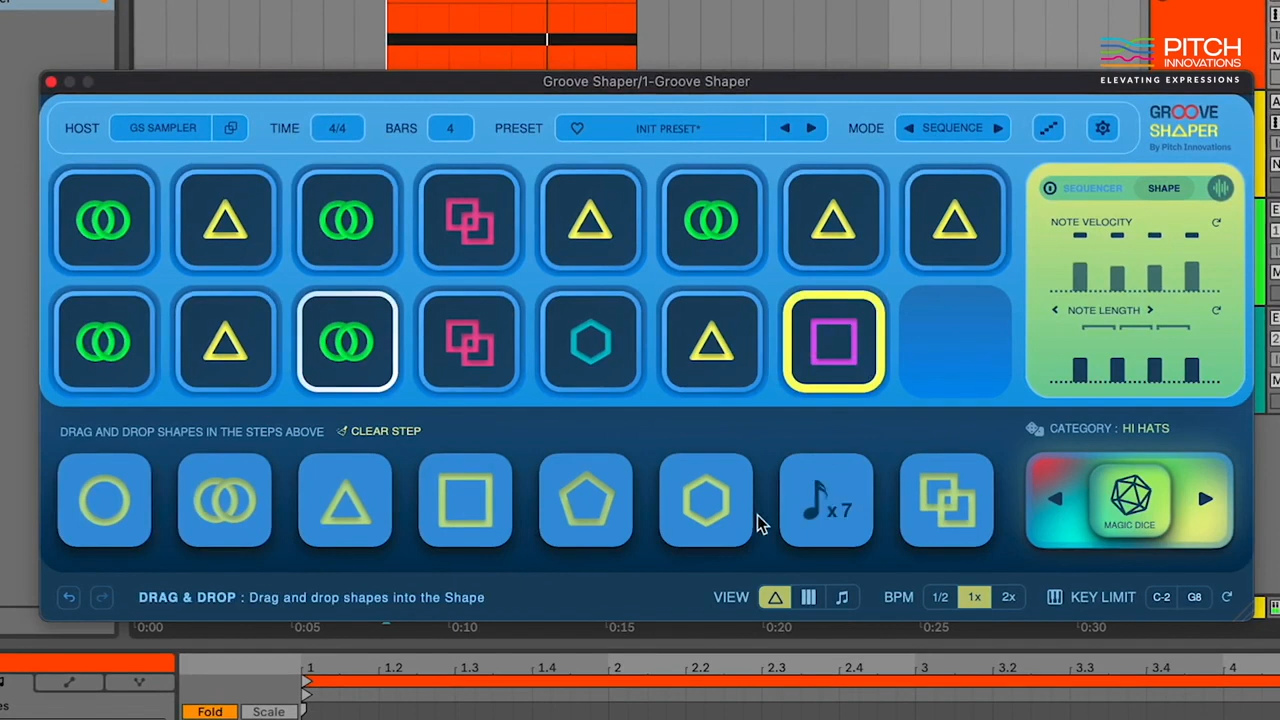 PITCH
INNOVATIONS
ELEVATING EXPRESSIONS
Groove Shaper/1-Groove Shaper
HOST GS SAMPLER TIME 4/4 BARS 4 PRESET INIT PRESET* MODE SEQUENCE
GROOVE
SHAPER
By Pitch Innovations
SEQUENCER SHAPE
NOTE VELOCITY
NOTE LENGTH
DRAG AND DROP SHAPES IN THE STEPS ABOVE CLEAR STEP
CATEGORY : HI HATS
x 7
MAGIC DICE
DRAG & DROP : Drag and drop shapes into the Shape
VIEW BPM 1/2 1x 2x KEY LIMIT C-2 G8
0:00 0:05 0:10 0:15 0:20 0:25 0:30
1 1.2 1.3 1.4 2 2.2 2.3 2.4 3 3.2 3.3 3.4 4
Fold Scale